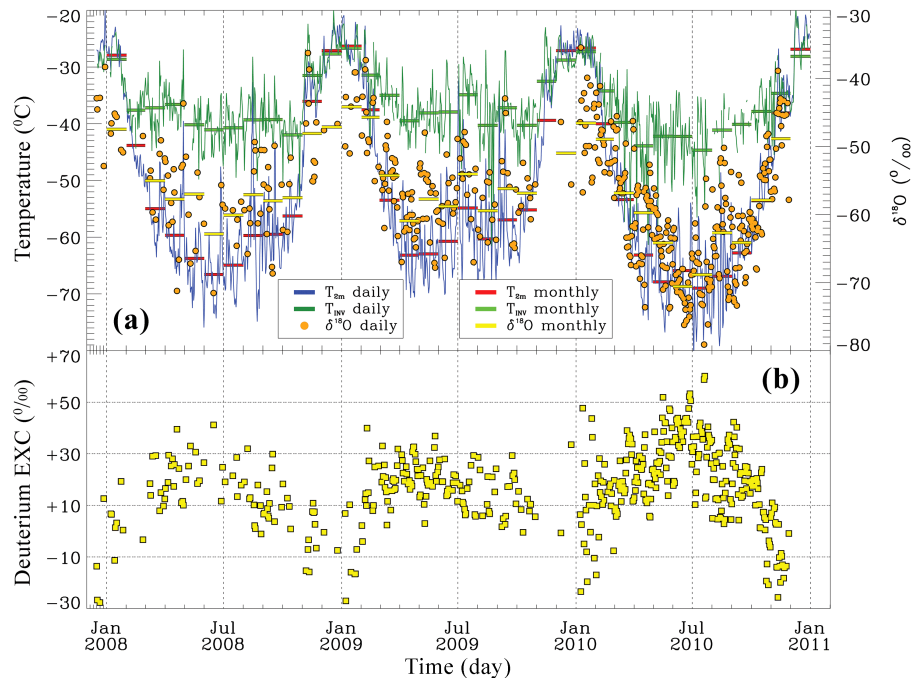 −20
−30
−40
−50
−60
−70
Temperature (⁰C)
−30
−40
−50
−60
−70
−80
δ¹⁸O (⁰/₀₀)
(a)
T2m daily
TINV daily
δ¹⁸O daily
T2m monthly
TINV monthly
δ¹⁸O monthly
+70
+50
+30
+10
−10
−30
Deuterium EXC (⁰/₀₀)
(b)
Jan Jul Jan Jul Jan Jul Jan
2008 2008 2009 2009 2010 2010 2011
Time (day)